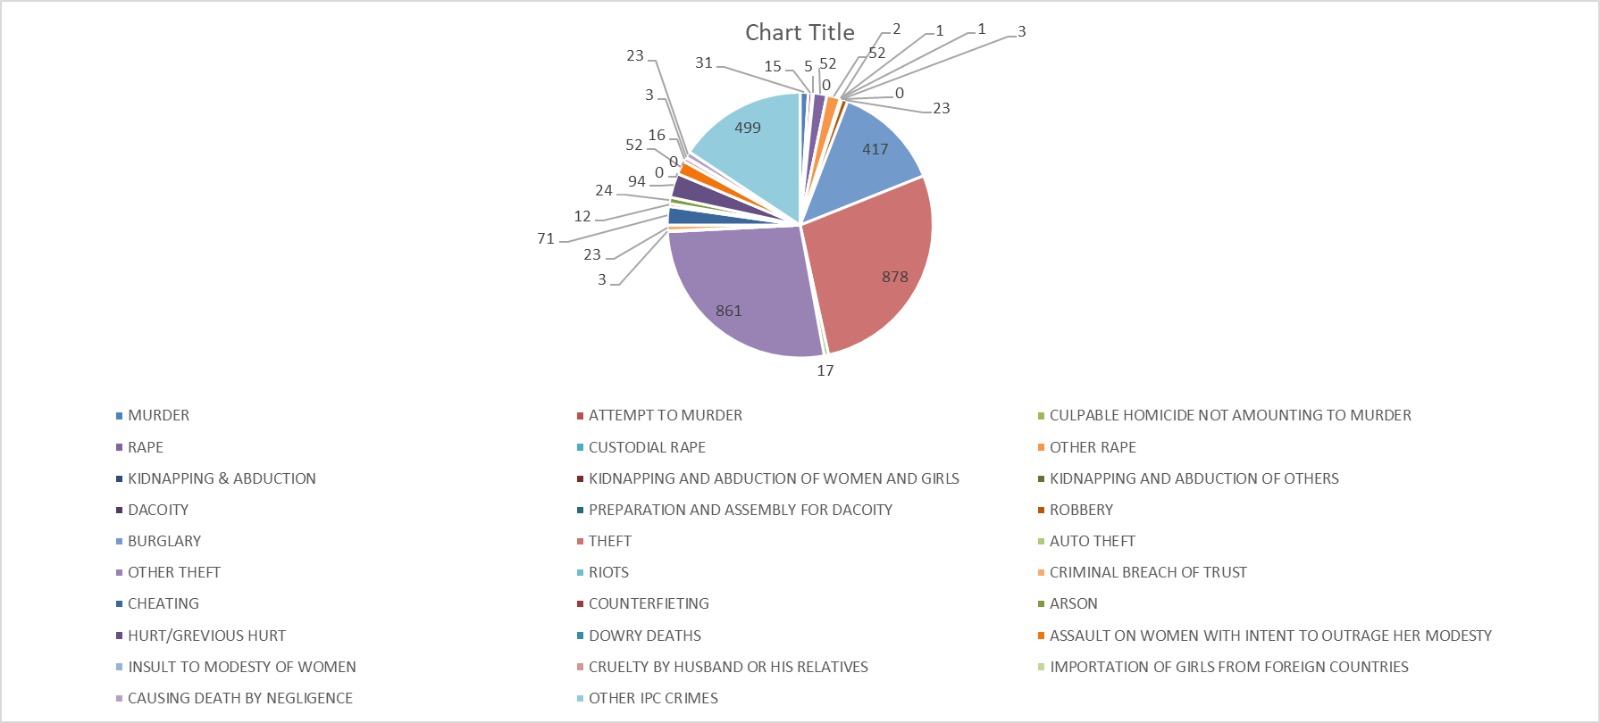 Chart Title
2
1
1
3
23
31
15
5
52
52
0
0
23
3
499
417
16
52
0
0
94
24
12
71
23
3
878
861
17
MURDER
ATTEMPT TO MURDER
CULPABLE HOMICIDE NOT AMOUNTING TO MURDER
RAPE
CUSTODIAL RAPE
OTHER RAPE
KIDNAPPING & ABDUCTION
KIDNAPPING AND ABDUCTION OF WOMEN AND GIRLS
KIDNAPPING AND ABDUCTION OF OTHERS
DACOITY
PREPARATION AND ASSEMBLY FOR DACOITY
ROBBERY
BURGLARY
THEFT
AUTO THEFT
OTHER THEFT
RIOTS
CRIMINAL BREACH OF TRUST
CHEATING
COUNTERFIETING
ARSON
HURT/GREVIOUS HURT
DOWRY DEATHS
ASSAULT ON WOMEN WITH INTENT TO OUTRAGE HER MODESTY
INSULT TO MODESTY OF WOMEN
CRUELTY BY HUSBAND OR HIS RELATIVES
IMPORTATION OF GIRLS FROM FOREIGN COUNTRIES
CAUSING DEATH BY NEGLIGENCE
OTHER IPC CRIMES